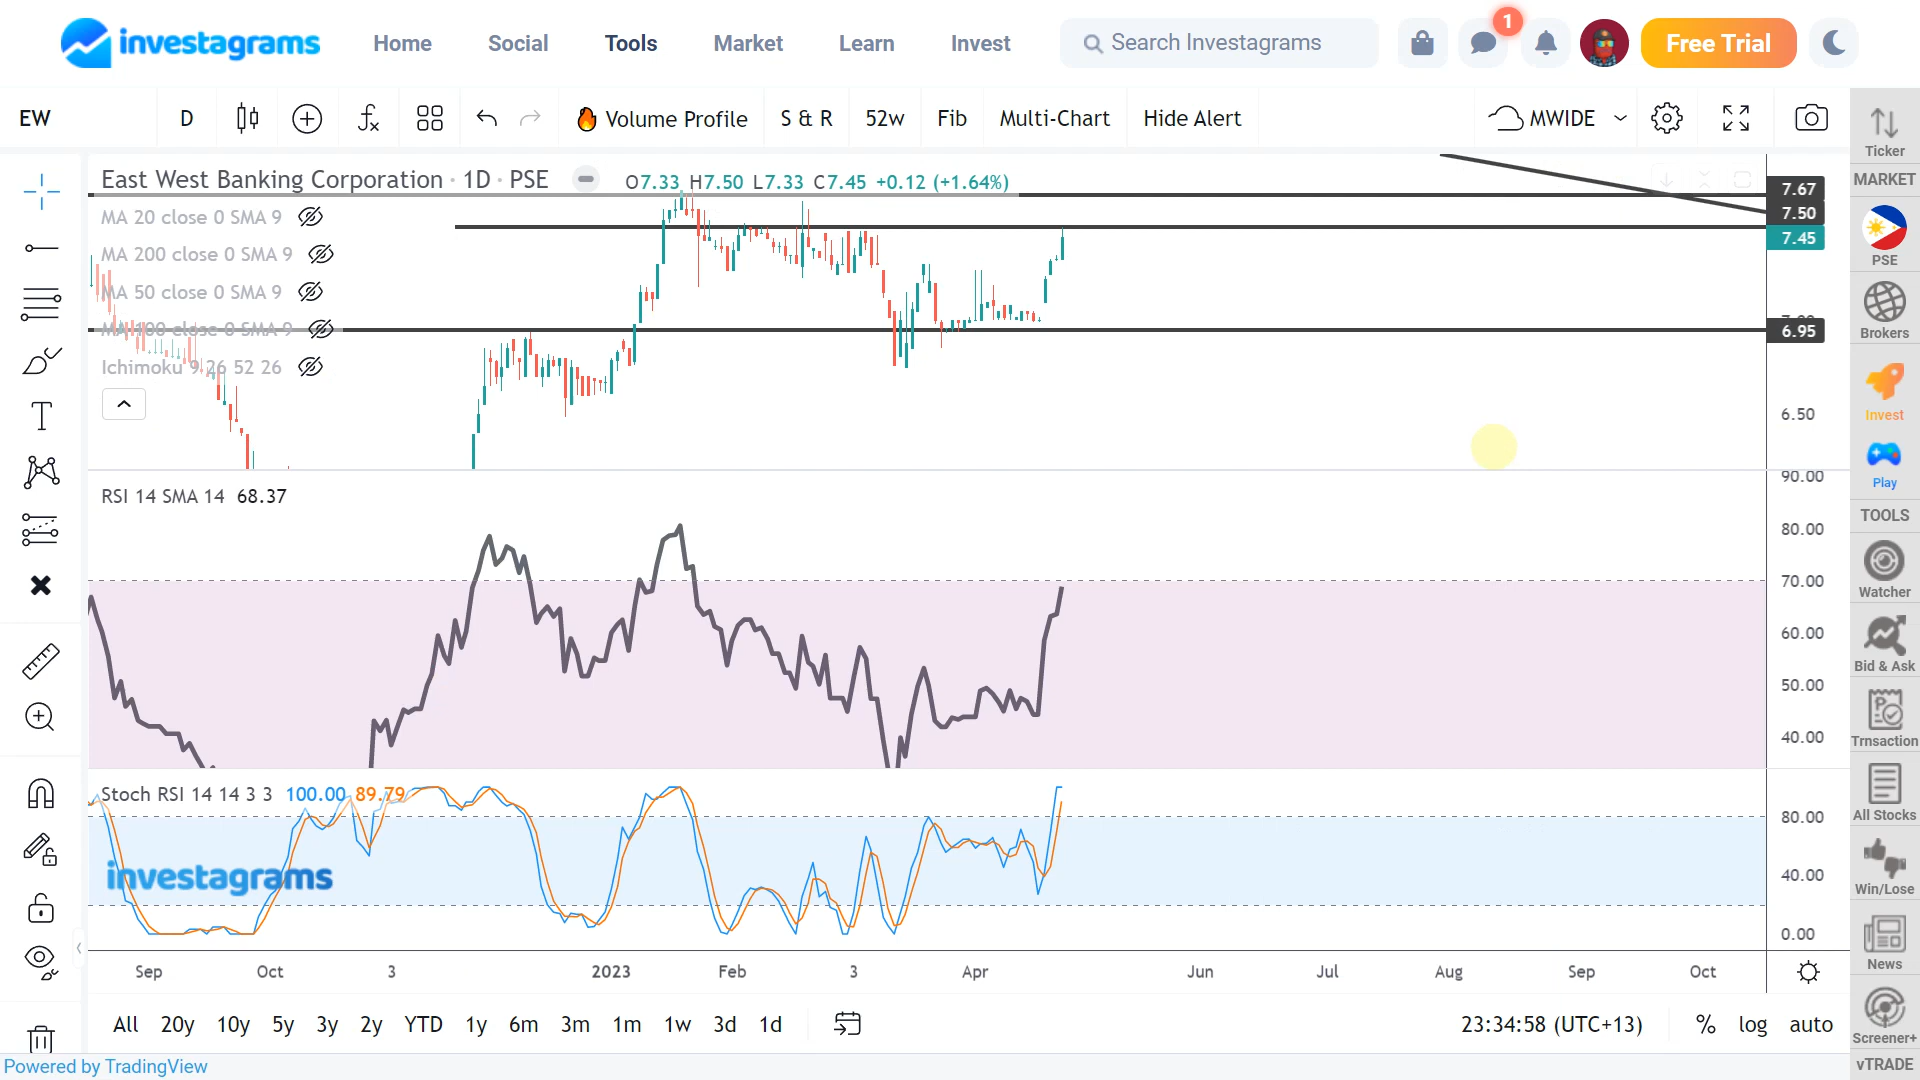 investagrams Home Social Tools Market Learn Invest Search Investagrams 1 Free Trial
EW D Volume Profile S & R 52w Fib Multi-Chart Hide Alert MWIDE
East West Banking Corporation · 1D · PSE O7.33 H7.50 L7.33 C7.45 +0.12 (+1.64%)
MA 20 close 0 SMA 9
MA 200 close 0 SMA 9
MA 50 close 0 SMA 9
MA 100 close 0 SMA 9
Ichimoku 9 26 52 26
7.67
7.50
7.45
6.95
6.50
RSI 14 SMA 14 68.37
90.00
80.00
70.00
60.00
50.00
40.00
Stoch RSI 14 14 3 3 100.00 89.79
investagrams
80.00
40.00
0.00
Sep Oct 3 2023 Feb 3 Apr Jun Jul Aug Sep Oct
All 20y 10y 5y 3y 2y YTD 1y 6m 3m 1m 1w 3d 1d 23:34:58 (UTC+13) % log auto
Powered by TradingView
Ticker
MARKET
PSE
Brokers
Invest
Play
TOOLS
Watcher
Bid & Ask
Trnsaction
All Stocks
Win/Lose
News
Screener+
vTRADE